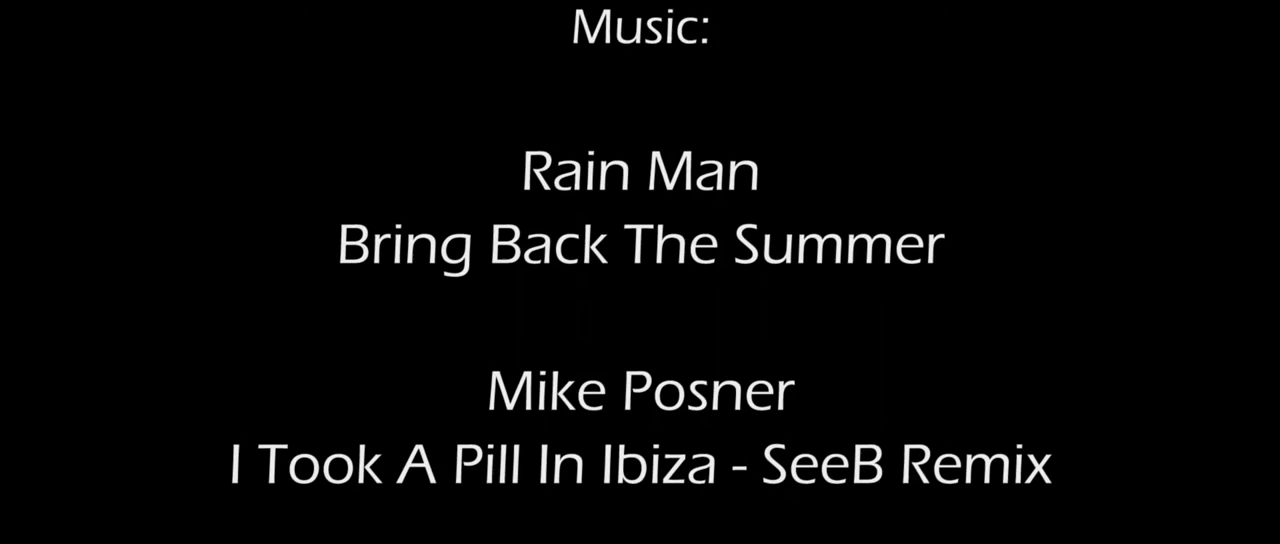 Music:
Rain Man
Bring Back The Summer
Mike Posner
I Took A Pill In Ibiza - SeeB Remix